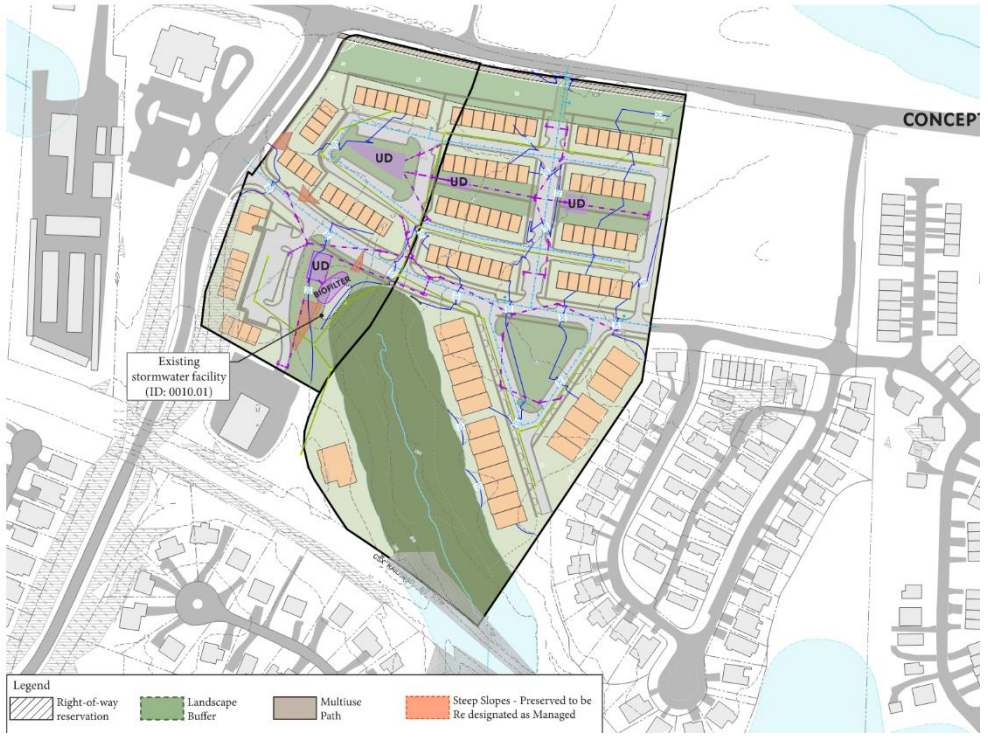 CONCEPT
UD
UD
UD
UD
BIOFILTER
Existing
stormwater facility
(ID: 0010.01)
Legend
Right-of-way
reservation
Landscape
Buffer
Multiuse
Path
Steep Slopes - Preserved to be
Re designated as Managed